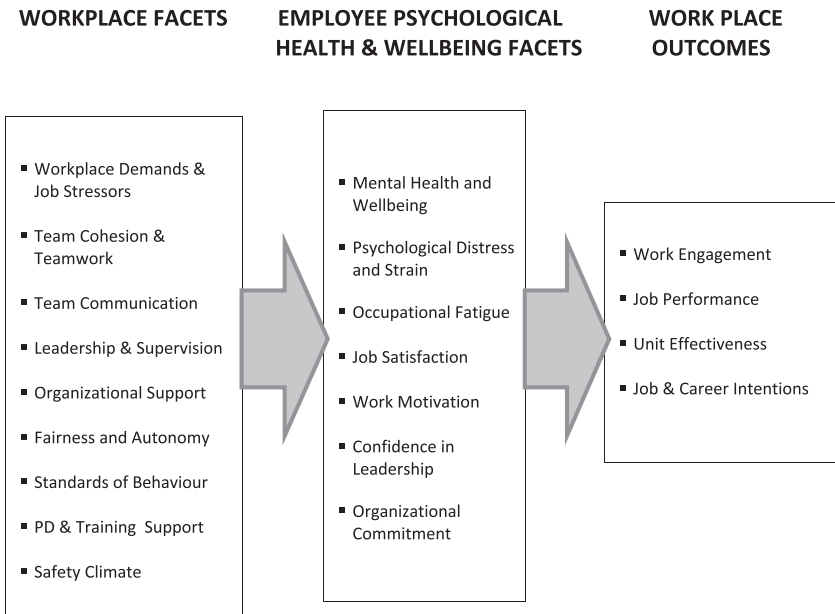 WORKPLACE FACETS
EMPLOYEE PSYCHOLOGICAL
HEALTH & WELLBEING FACETS
WORK PLACE
OUTCOMES
▪ Workplace Demands &
Job Stressors
▪ Team Cohesion &
Teamwork
▪ Team Communication
▪ Leadership & Supervision
▪ Organizational Support
▪ Fairness and Autonomy
▪ Standards of Behaviour
▪ PD & Training Support
▪ Safety Climate
▪ Mental Health and
Wellbeing
▪ Psychological Distress
and Strain
▪ Occupational Fatigue
▪ Job Satisfaction
▪ Work Motivation
▪ Confidence in
Leadership
▪ Organizational
Commitment
▪ Work Engagement
▪ Job Performance
▪ Unit Effectiveness
▪ Job & Career Intentions